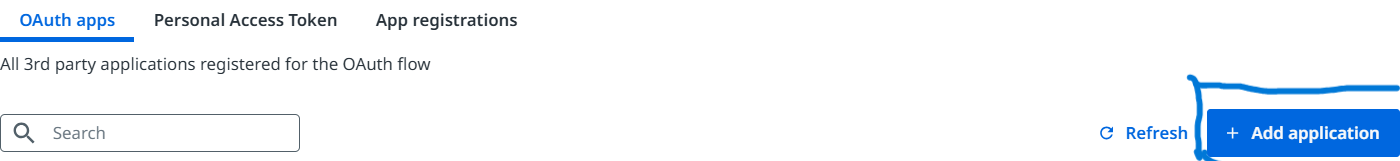 OAuth apps Personal Access Token App registrations
All 3rd party applications registered for the OAuth flow
Search Refresh + Add application